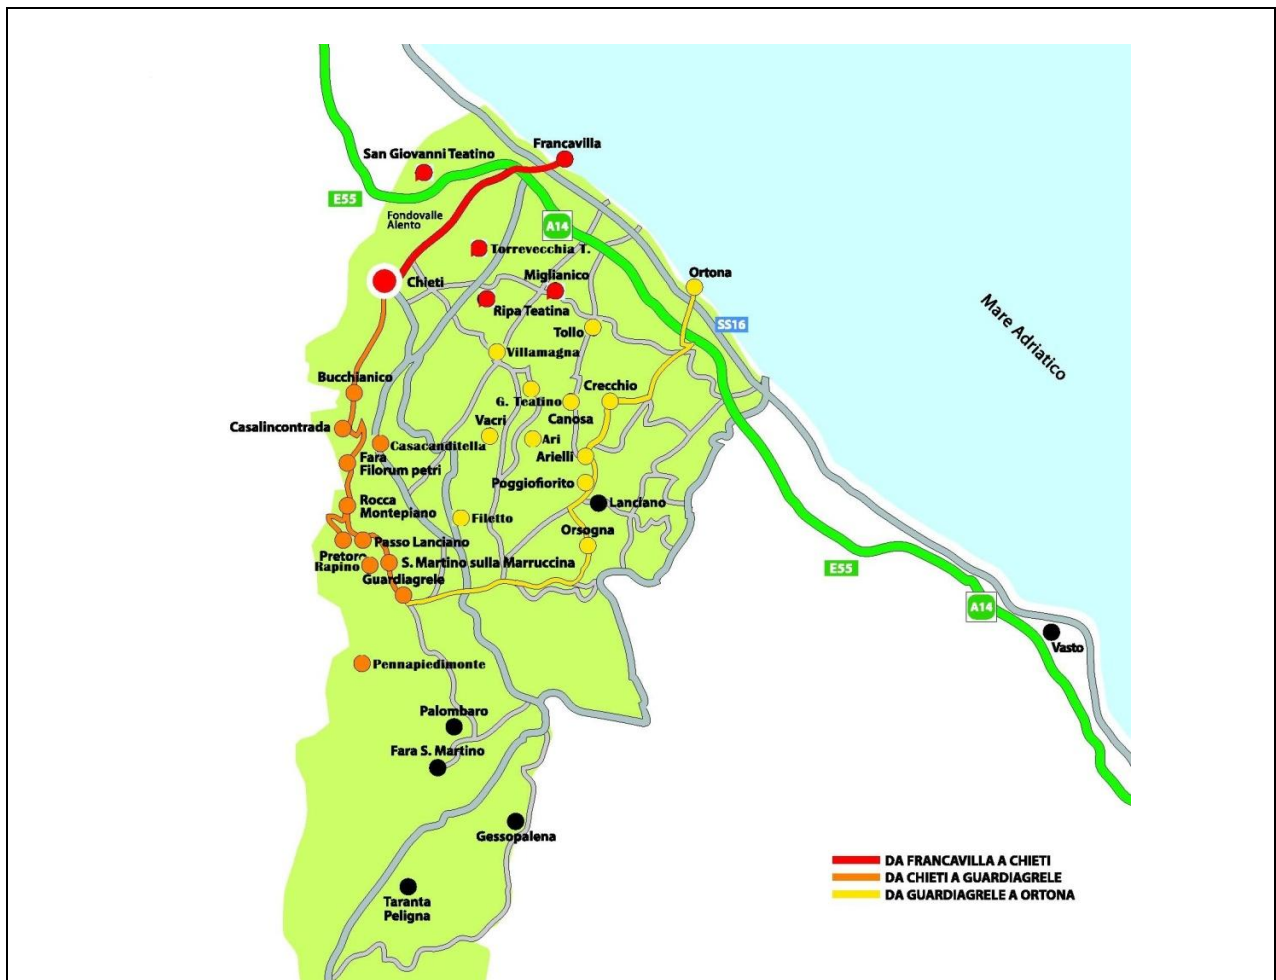 Francavilla
San Giovanni Teatino
E55
Fondovalle
Alento
A14
Torrevecchia T.
Chieti
Miglianico
Ortona
Ripa Teatina
Mare Adriatico
SS16
Tollo
Villamagna
Bucchianico
Crecchio
G. Teatino
Canosa
Casalincontrada
Vacri
Casacanditella
Ari
Arielli
Fara
Filorum petri
Poggiofiorito
Rocca
Montepiano
Lanciano
Filetto
Orsogna
Passo Lanciano
Pretoro
Rapino
S. Martino sulla Marruccina
Guardiagrele
E55
A14
Vasto
Pennapiedimonte
Palombaro
Fara S. Martino
Gessopalena
Taranta
Peligna
DA FRANCAVILLA A CHIETI
DA CHIETI A GUARDIAGRELE
DA GUARDIAGRELE A ORTONA